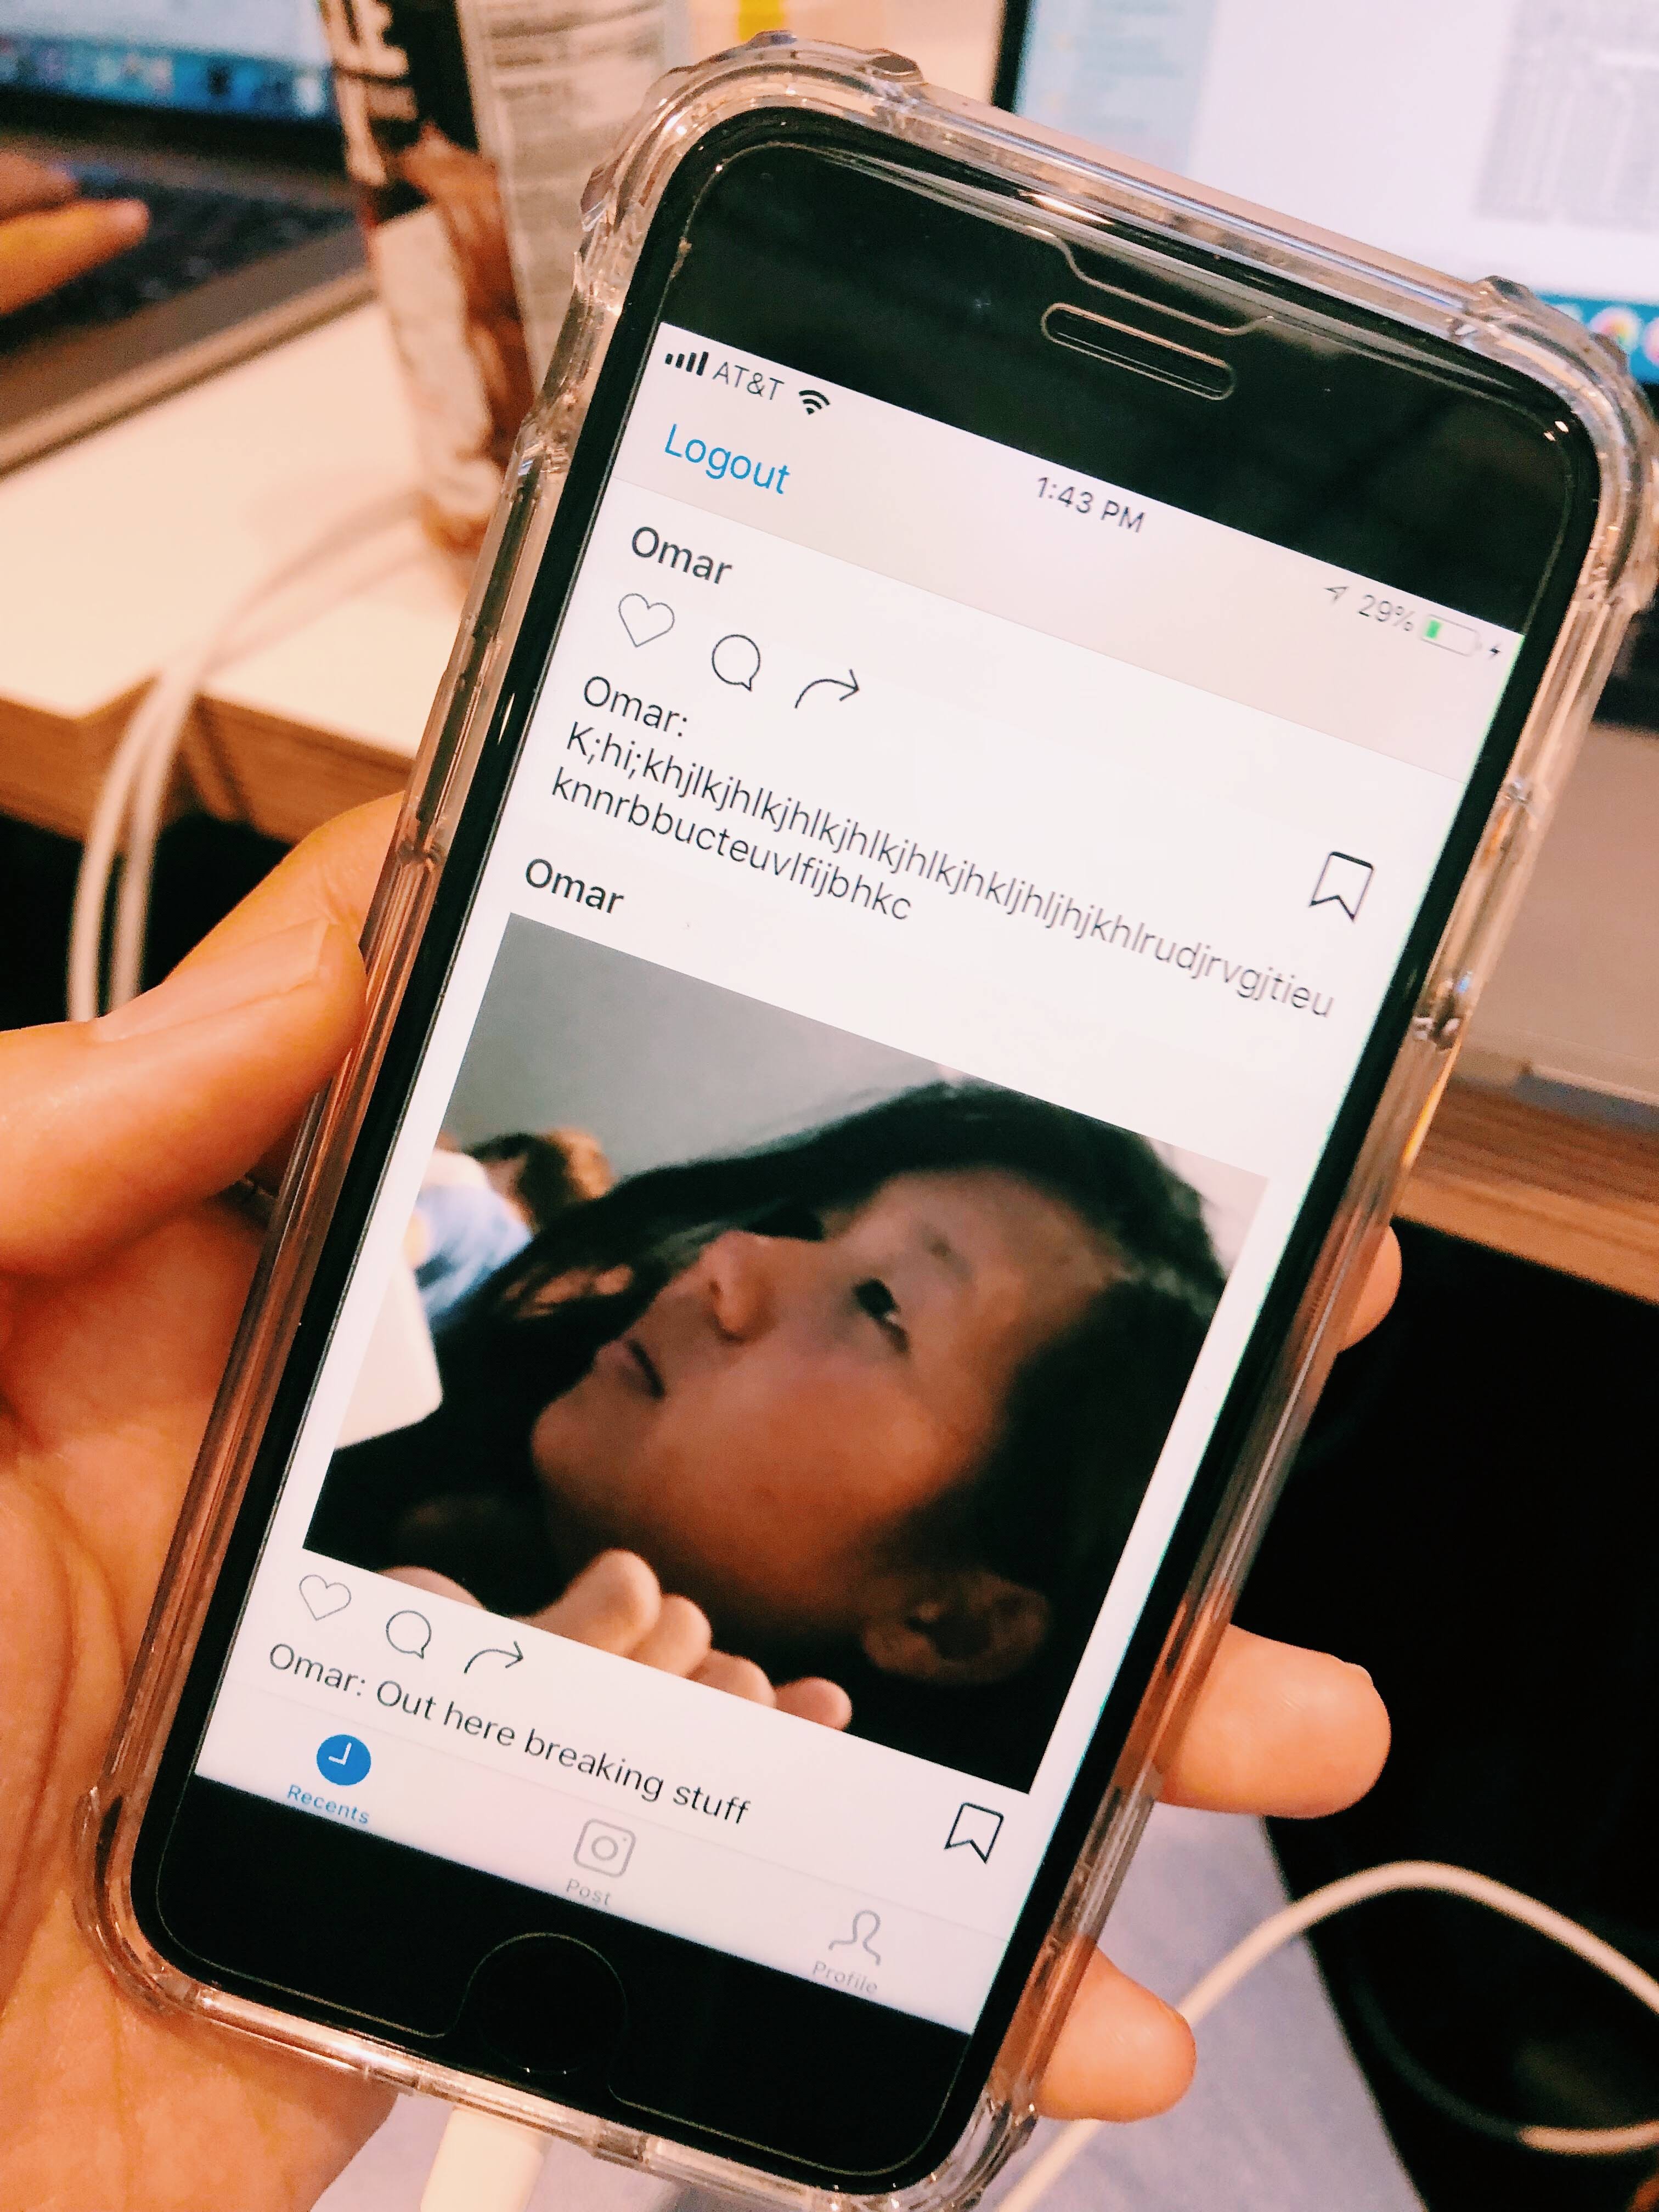 AT&T
1:43 PM
29%
Logout
Omar
Omar:
K;hi;khjlkjhlkjhlkjhlkjhlkjhkljhljhjkhlrudjrvgjtieu
knnrbbucteuvlfijbhkc
Omar
Omar: Out here breaking stuff
Recents
Post
Profile